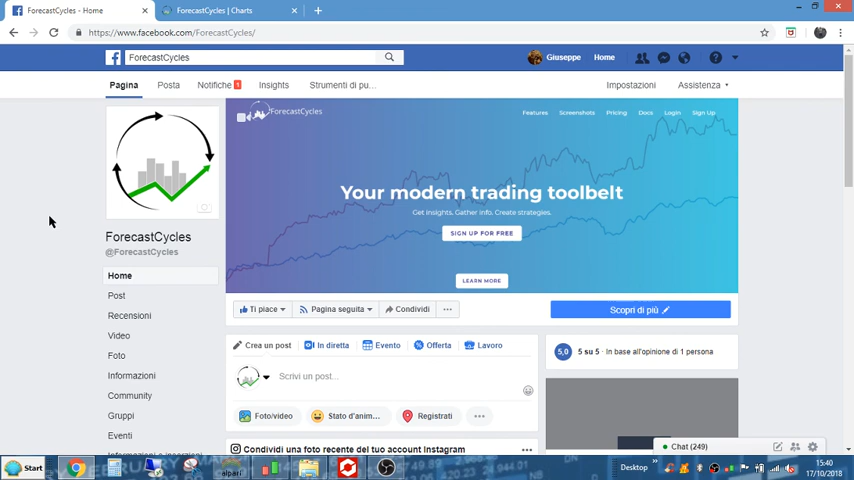 ForecastCycles - Home
ForecastCycles | Charts
https://www.facebook.com/ForecastCycles/
ForecastCycles
Giuseppe Home
Pagina Posta Notifiche 1 Insights Strumenti di pu... Impostazioni Assistenza
ForecastCycles Features Screenshots Pricing Docs Login Sign Up
Your modern trading toolbelt
Get insights. Gather info. Create strategies.
SIGN UP FOR FREE
LEARN MORE
ForecastCycles
@ForecastCycles
Home
Post
Recensioni
Video
Foto
Informazioni
Community
Gruppi
Eventi
Ti piace Pagina seguita Condividi Scopri di più
Crea un post In diretta Evento Offerta Lavoro
Scrivi un post...
Foto/video Stato d'anim... Registrati
Condividi una foto recente del tuo account Instagram
5,0 5 su 5 · In base all'opinione di 1 persona
Chat (249)
Start
alpari
Desktop
15:40
17/10/2018